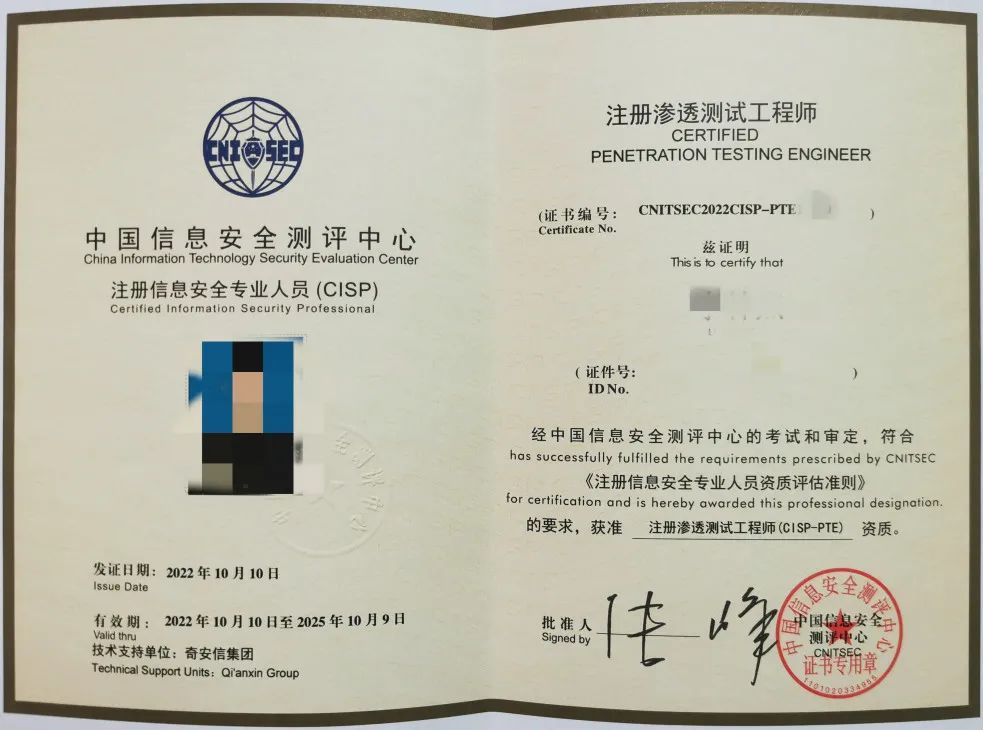 CNITSEC
中国信息安全测评中心
China Information Technology Security Evaluation Center
注册信息安全专业人员 (CISP)
Certified Information Security Professional
发证日期: 2022 年 10 月 10 日
Issue Date
有效期: 2022 年 10 月 10 日至 2025 年 10 月 9 日
Valid thru
技术支持单位: 奇安信集团
Technical Support Units: Qi'anxin Group
注册渗透测试工程师
CERTIFIED
PENETRATION TESTING ENGINEER
(证书编号: CNITSEC2022CISP-PTE )
Certificate No.
兹证明
This is to certify that
(证件号: )
ID No.
经中国信息安全测评中心的考试和审定,符合
has successfully fulfilled the requirements prescribed by CNITSEC
《注册信息安全专业人员资质评估准则》
for certification and is hereby awarded this professional designation.
的要求,获准 注册渗透测试工程师(CISP-PTE) 资质。
批准人
Signed by
中国信息安全
测评中心
CNITSEC
中国信息安全测评中心
证书专用章
1101020334955